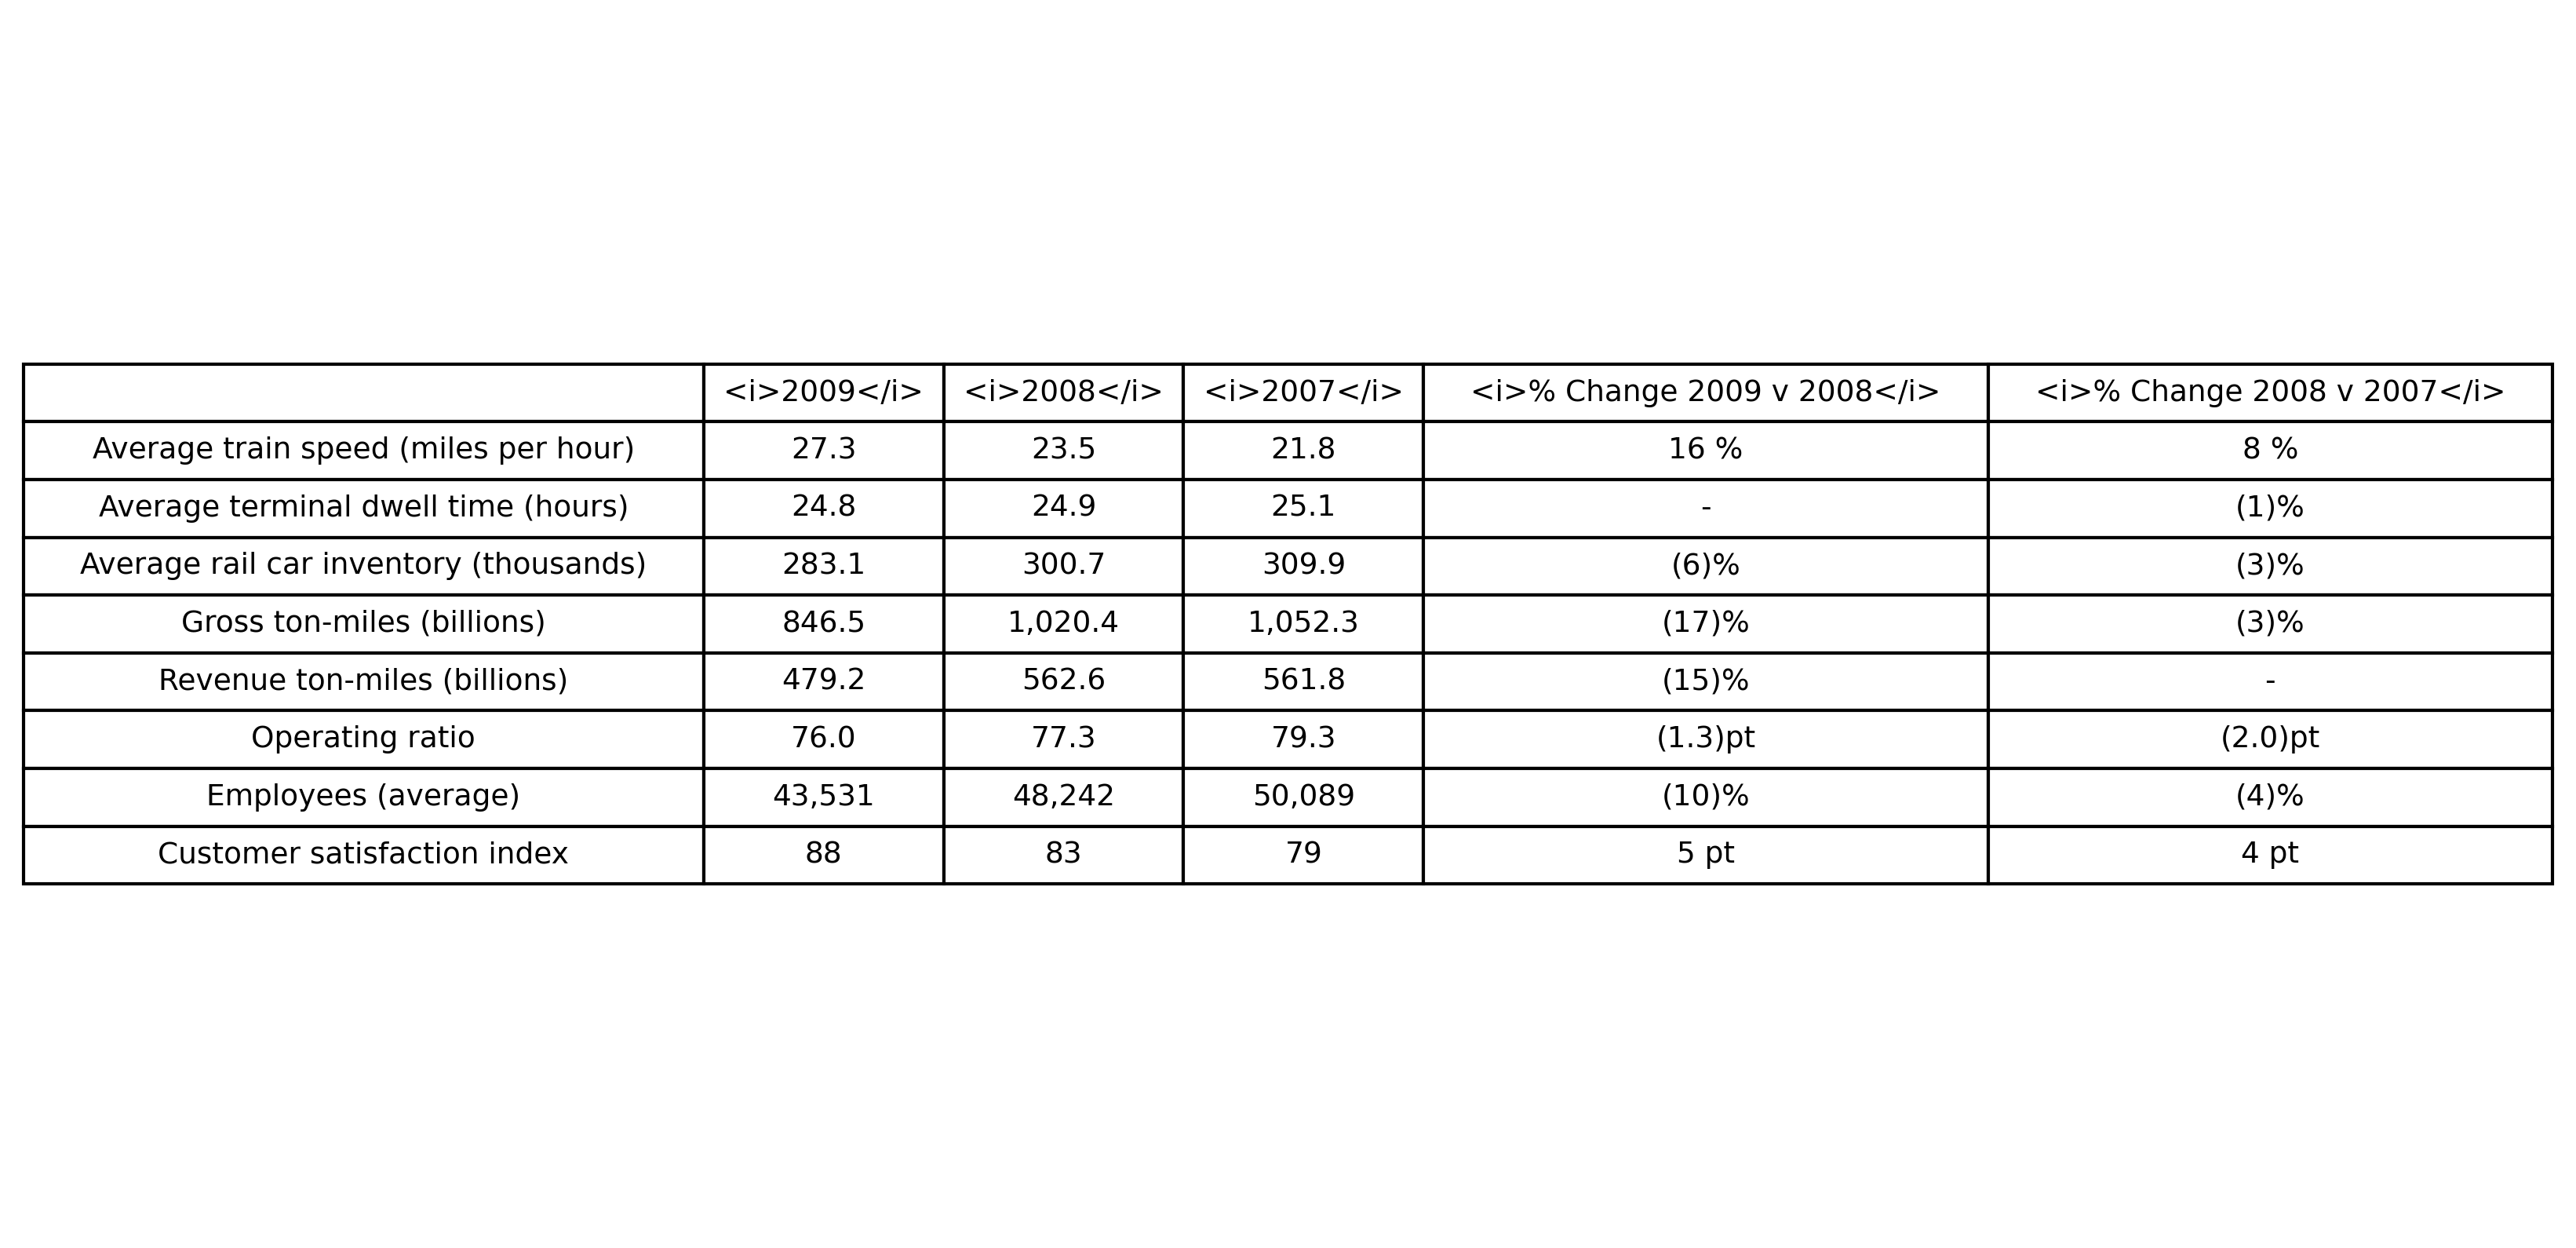 <i>2009</i> <i>2008</i> <i>2007</i> <i>% Change 2009 v 2008</i> <i>% Change 2008 v 2007</i>
Average train speed (miles per hour) 27.3 23.5 21.8 16 % 8 %
Average terminal dwell time (hours) 24.8 24.9 25.1 - (1)%
Average rail car inventory (thousands) 283.1 300.7 309.9 (6)% (3)%
Gross ton-miles (billions) 846.5 1,020.4 1,052.3 (17)% (3)%
Revenue ton-miles (billions) 479.2 562.6 561.8 (15)% -
Operating ratio 76.0 77.3 79.3 (1.3)pt (2.0)pt
Employees (average) 43,531 48,242 50,089 (10)% (4)%
Customer satisfaction index 88 83 79 5 pt 4 pt